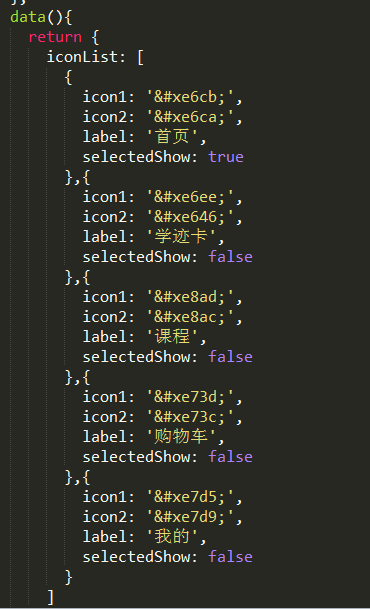 },
data(){
return {
iconList: [
{
icon1: '&#xe6cb;',
icon2: '&#xe6ca;',
label: '首页',
selectedShow: true
},{
icon1: '&#xe6ee;',
icon2: '&#xe646;',
label: '学迹卡',
selectedShow: false
},{
icon1: '&#xe8ad;',
icon2: '&#xe8ac;',
label: '课程',
selectedShow: false
},{
icon1: '&#xe73d;',
icon2: '&#xe73c;',
label: '购物车',
selectedShow: false
},{
icon1: '&#xe7d5;',
icon2: '&#xe7d9;',
label: '我的',
selectedShow: false
}
]